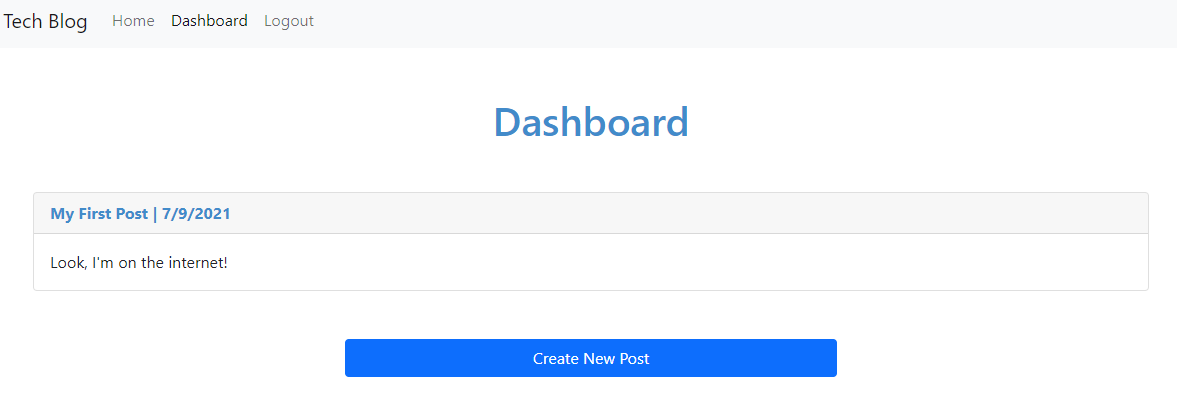 Tech Blog Home Dashboard Logout
Dashboard
My First Post | 7/9/2021
Look, I'm on the internet!
Create New Post